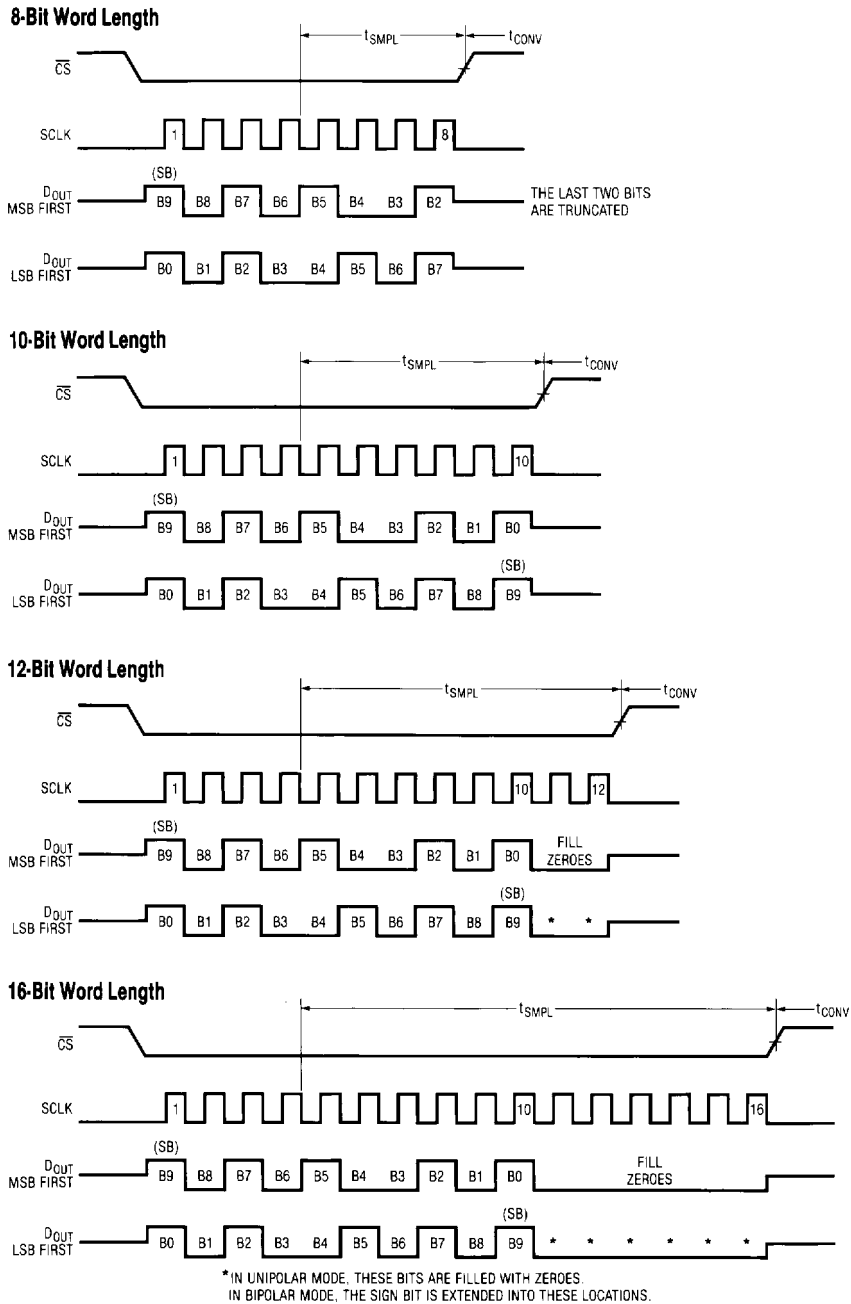 8-Bit Word Length
tSMPL tCONV
CS
SCLK 1 8
(SB)
DOUT
MSB FIRST B9 B8 B7 B6 B5 B4 B3 B2 THE LAST TWO BITS
ARE TRUNCATED
DOUT
LSB FIRST B0 B1 B2 B3 B4 B5 B6 B7
10-Bit Word Length
tSMPL tCONV
CS
SCLK 1 10
(SB)
DOUT
MSB FIRST B9 B8 B7 B6 B5 B4 B3 B2 B1 B0
(SB)
DOUT
LSB FIRST B0 B1 B2 B3 B4 B5 B6 B7 B8 B9
12-Bit Word Length
tSMPL tCONV
CS
SCLK 1 10 12
(SB)
DOUT
MSB FIRST B9 B8 B7 B6 B5 B4 B3 B2 B1 B0 FILL
ZEROES
(SB)
DOUT
LSB FIRST B0 B1 B2 B3 B4 B5 B6 B7 B8 B9 * *
16-Bit Word Length
tSMPL tCONV
CS
SCLK 1 10 16
(SB)
DOUT
MSB FIRST B9 B8 B7 B6 B5 B4 B3 B2 B1 B0 FILL
ZEROES
(SB)
DOUT
LSB FIRST B0 B1 B2 B3 B4 B5 B6 B7 B8 B9 * * * * * *
*IN UNIPOLAR MODE, THESE BITS ARE FILLED WITH ZEROES.
IN BIPOLAR MODE, THE SIGN BIT IS EXTENDED INTO THESE LOCATIONS.